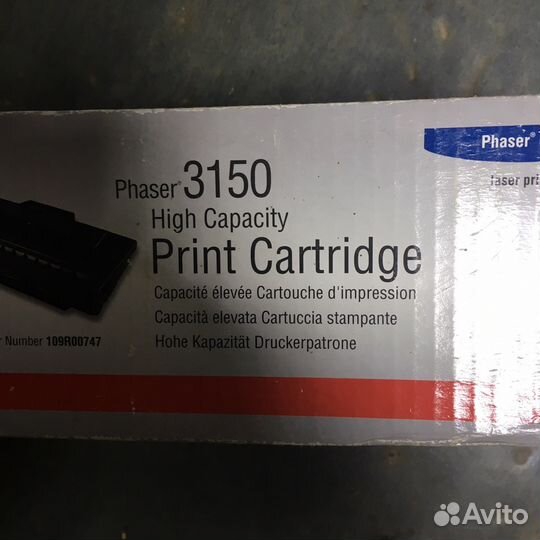 Phaser®
laser
Phaser® 3150
High Capacity
Print Cartridge
Capacité élevée Cartouche d'impression
Capacità elevata Cartuccia stampante
Hohe Kapazität Druckerpatrone
Number 109R00747
Avito